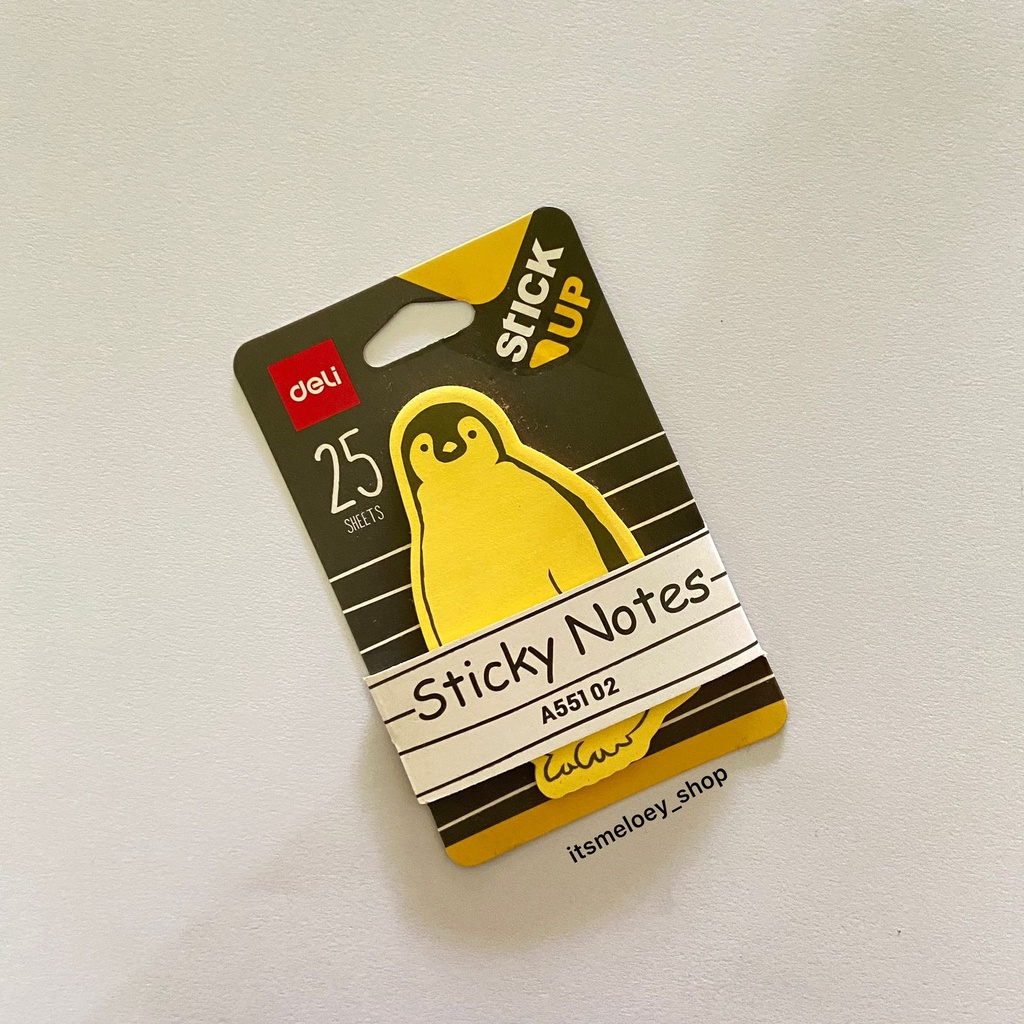 deli
STICK
UP
25
SHEETS
Sticky Notes
A55102
itsmeloey_shop